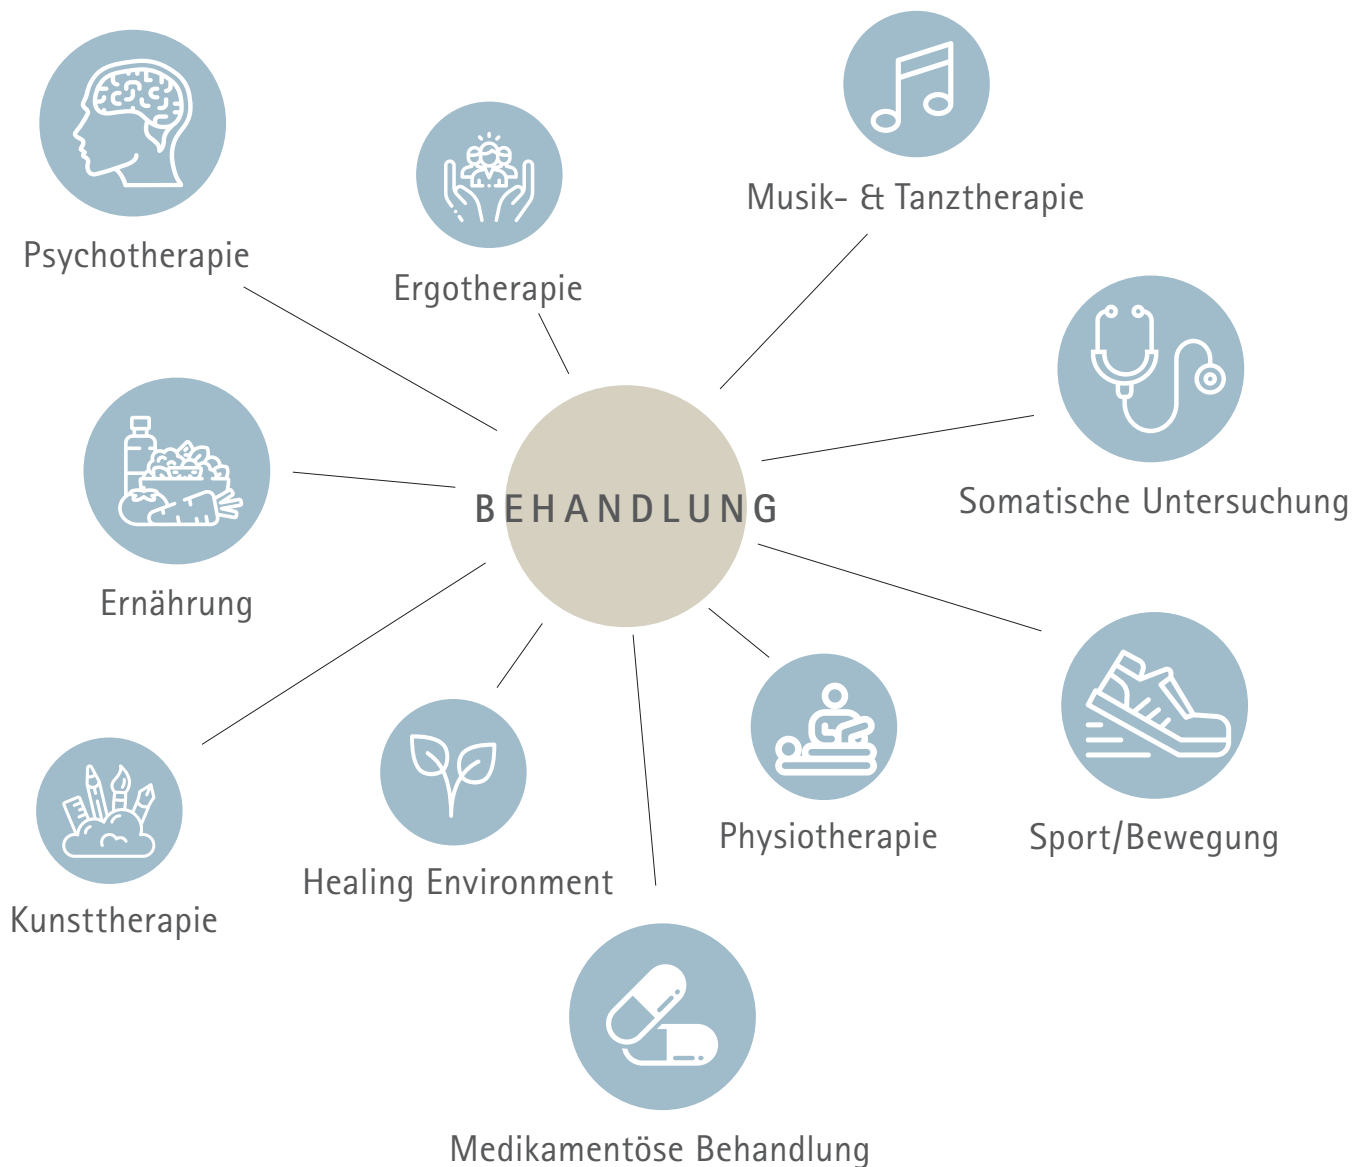 Musik- & Tanztherapie
Psychotherapie
Ergotherapie
Somatische Untersuchung
BEHANDLUNG
Ernährung
Physiotherapie
Sport/Bewegung
Healing Environment
Kunsttherapie
Medikamentöse Behandlung